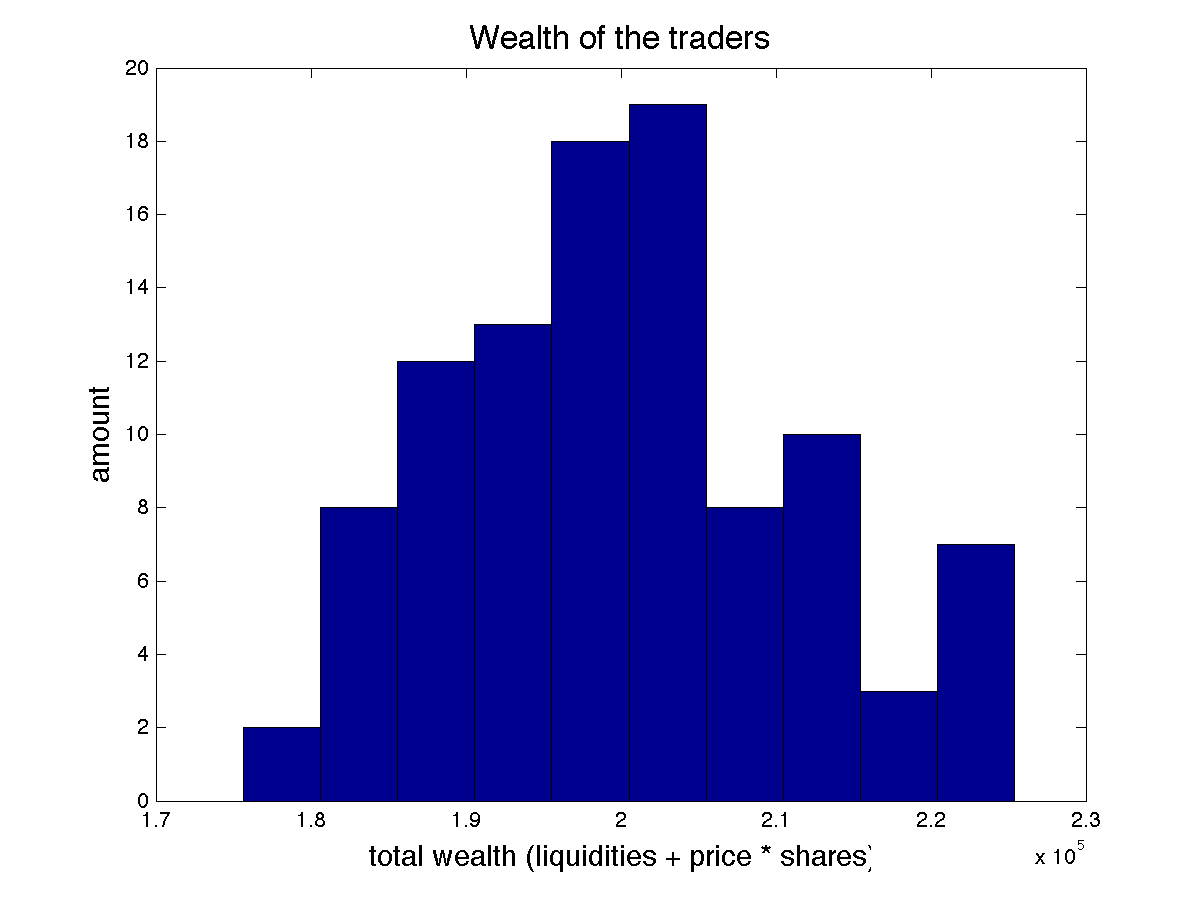 Wealth of the traders
20
18
16
14
12
10
8
6
4
2
0
amount
1.7 1.8 1.9 2 2.1 2.2 2.3
x 10^5
total wealth (liquidities + price * shares)